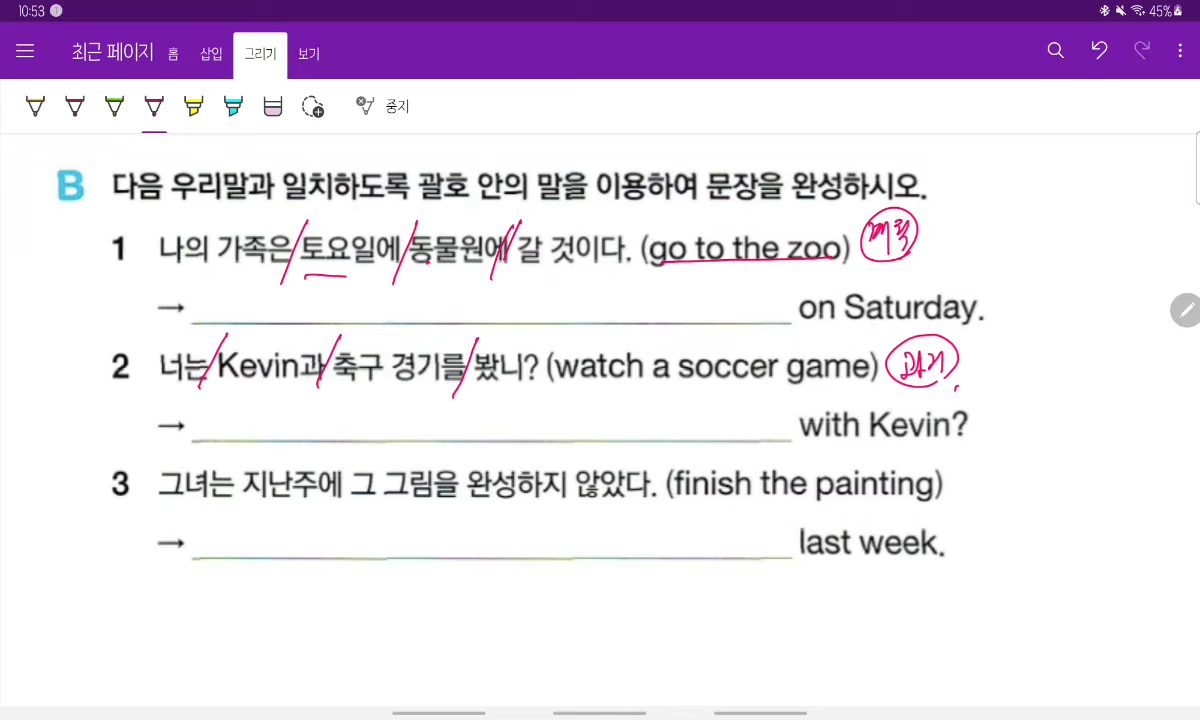 10:53 1 45%
최근 페이지 홈 삽입 그리기 보기
중지
B 다음 우리말과 일치하도록 괄호 안의 말을 이용하여 문장을 완성하시오.
1 나의 가족은 토요일에 동물원에 갈 것이다. (go to the zoo)
→ on Saturday.
2 너는 Kevin과 축구 경기를 봤니? (watch a soccer game) 과거
→ with Kevin?
3 그녀는 지난주에 그 그림을 완성하지 않았다. (finish the painting)
→ last week.